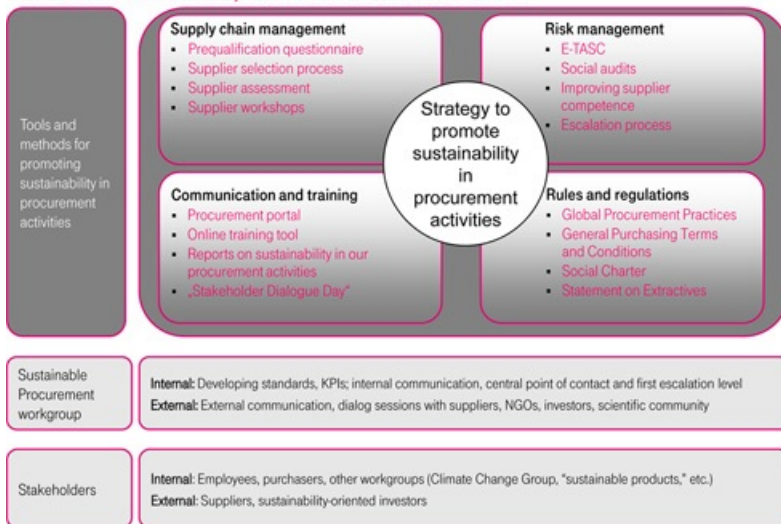 Tools and
methods for
promoting
sustainability in
procurement
activities
Supply chain management
▪ Prequalification questionnaire
▪ Supplier selection process
▪ Supplier assessment
▪ Supplier workshops
Risk management
▪ E-TASC
▪ Social audits
▪ Improving supplier
competence
▪ Escalation process
Strategy to
promote
sustainability
in
procurement
activities
Communication and training
▪ Procurement portal
▪ Online training tool
▪ Reports on sustainability in our
procurement activities
▪ „Stakeholder Dialogue Day"
Rules and regulations
▪ Global Procurement Practices
▪ General Purchasing Terms
and Conditions
▪ Social Charter
▪ Statement on Extractives
Sustainable
Procurement
workgroup
Internal: Developing standards, KPIs; internal communication, central point of contact and first escalation level
External: External communication, dialog sessions with suppliers, NGOs, investors, scientific community
Stakeholders
Internal: Employees, purchasers, other workgroups (Climate Change Group, "sustainable products," etc.)
External: Suppliers, sustainability-oriented investors